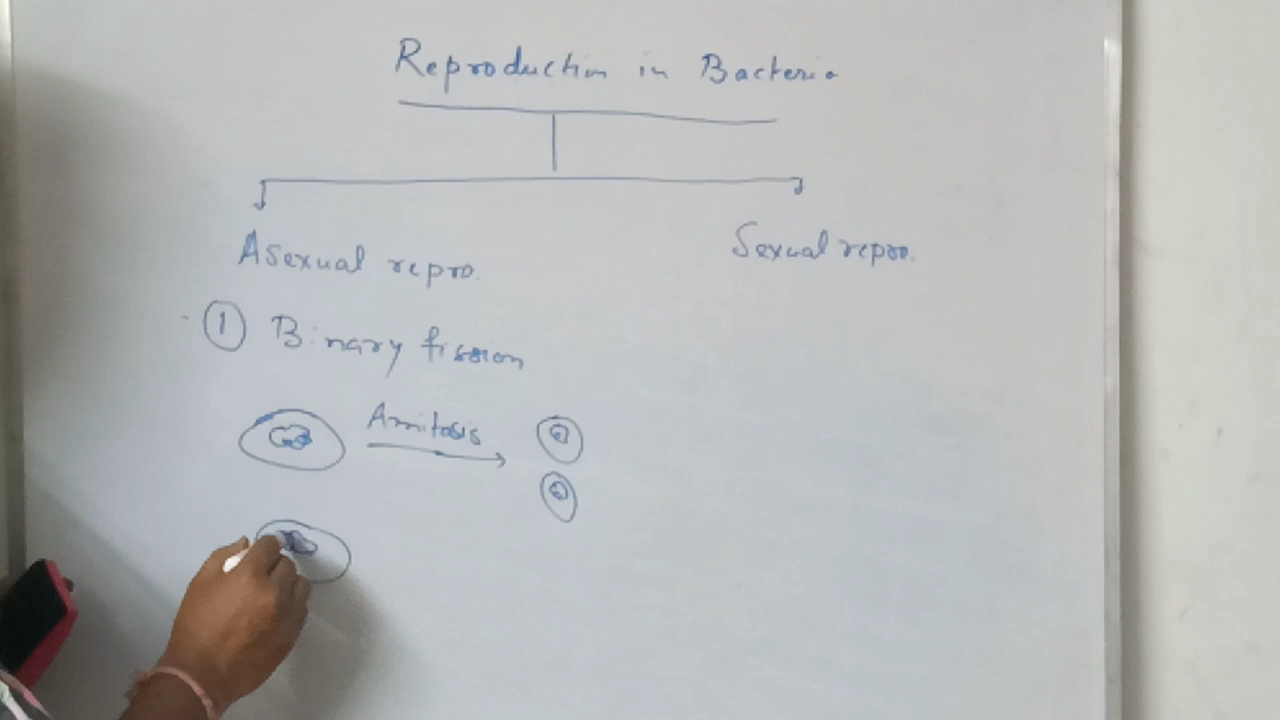 Reproduction in Bacteria
Asexual repro.
Sexual repro.
① Binary fission
Amitosis